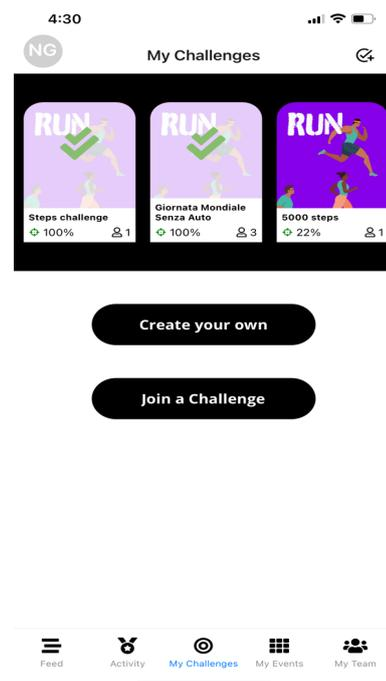 4:30
NG
My Challenges
RUN
RUN
RUN
Steps challenge
100%
1
Giornata Mondiale
Senza Auto
100%
3
5000 steps
22%
1
Create your own
Join a Challenge
Feed
Activity
My Challenges
My Events
My Team